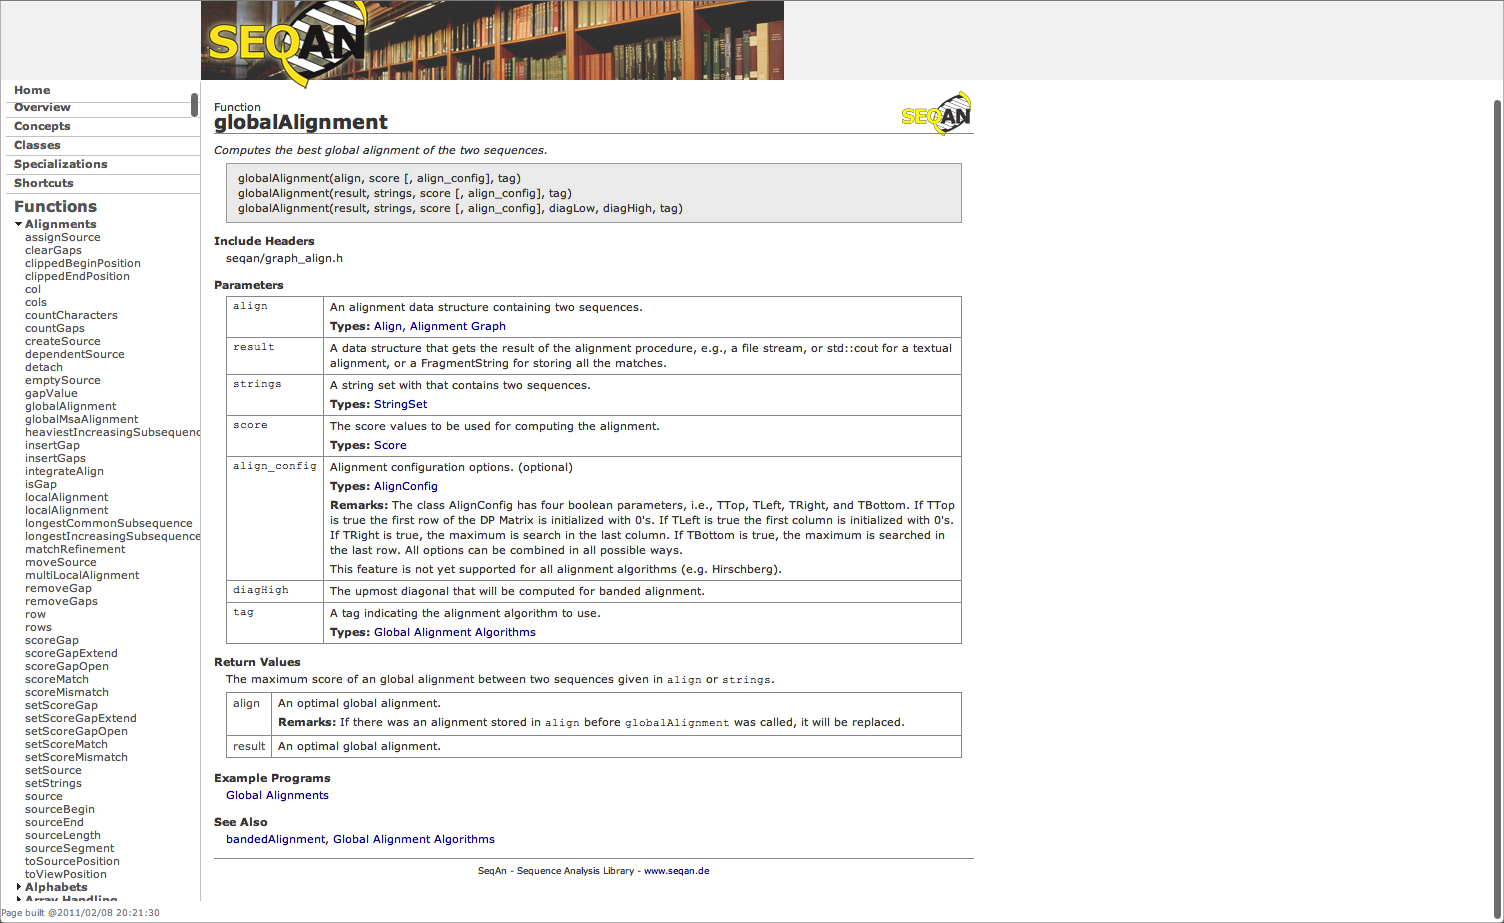 SEQAN
Home
Overview
Concepts
Classes
Specializations
Shortcuts
Functions
Alignments
assignSource
clearGaps
clippedBeginPosition
clippedEndPosition
col
cols
countCharacters
countGaps
createSource
dependentSource
detach
emptySource
gapValue
globalAlignment
globalMsaAlignment
heaviestIncreasingSubsequenc
insertGap
insertGaps
integrateAlign
isGap
localAlignment
localAlignment
longestCommonSubsequence
longestIncreasingSubsequence
matchRefinement
moveSource
multiLocalAlignment
removeGap
removeGaps
row
rows
scoreGap
scoreGapExtend
scoreGapOpen
scoreMatch
scoreMismatch
setScoreGap
setScoreGapExtend
setScoreGapOpen
setScoreMatch
setScoreMismatch
setSource
setStrings
source
sourceBegin
sourceEnd
sourceLength
sourceSegment
toSourcePosition
toViewPosition
Alphabets
Array Handling
Page built @2011/02/08 20:21:30
Function
globalAlignment
SEQAN
Computes the best global alignment of the two sequences.
globalAlignment(align, score [, align_config], tag)
globalAlignment(result, strings, score [, align_config], tag)
globalAlignment(result, strings, score [, align_config], diagLow, diagHigh, tag)
Include Headers
seqan/graph_align.h
Parameters
align
An alignment data structure containing two sequences.
Types: Align, Alignment Graph
result
A data structure that gets the result of the alignment procedure, e.g., a file stream, or std::cout for a textual
alignment, or a FragmentString for storing all the matches.
strings
A string set with that contains two sequences.
Types: StringSet
score
The score values to be used for computing the alignment.
Types: Score
align_config
Alignment configuration options. (optional)
Types: AlignConfig
Remarks: The class AlignConfig has four boolean parameters, i.e., TTop, TLeft, TRight, and TBottom. If TTop
is true the first row of the DP Matrix is initialized with 0's. If TLeft is true the first column is initialized with 0's.
If TRight is true, the maximum is search in the last column. If TBottom is true, the maximum is searched in
the last row. All options can be combined in all possible ways.
This feature is not yet supported for all alignment algorithms (e.g. Hirschberg).
diagHigh
The upmost diagonal that will be computed for banded alignment.
tag
A tag indicating the alignment algorithm to use.
Types: Global Alignment Algorithms
Return Values
The maximum score of an global alignment between two sequences given in align or strings.
align
An optimal global alignment.
Remarks: If there was an alignment stored in align before globalAlignment was called, it will be replaced.
result
An optimal global alignment.
Example Programs
Global Alignments
See Also
bandedAlignment, Global Alignment Algorithms
SeqAn - Sequence Analysis Library - www.seqan.de